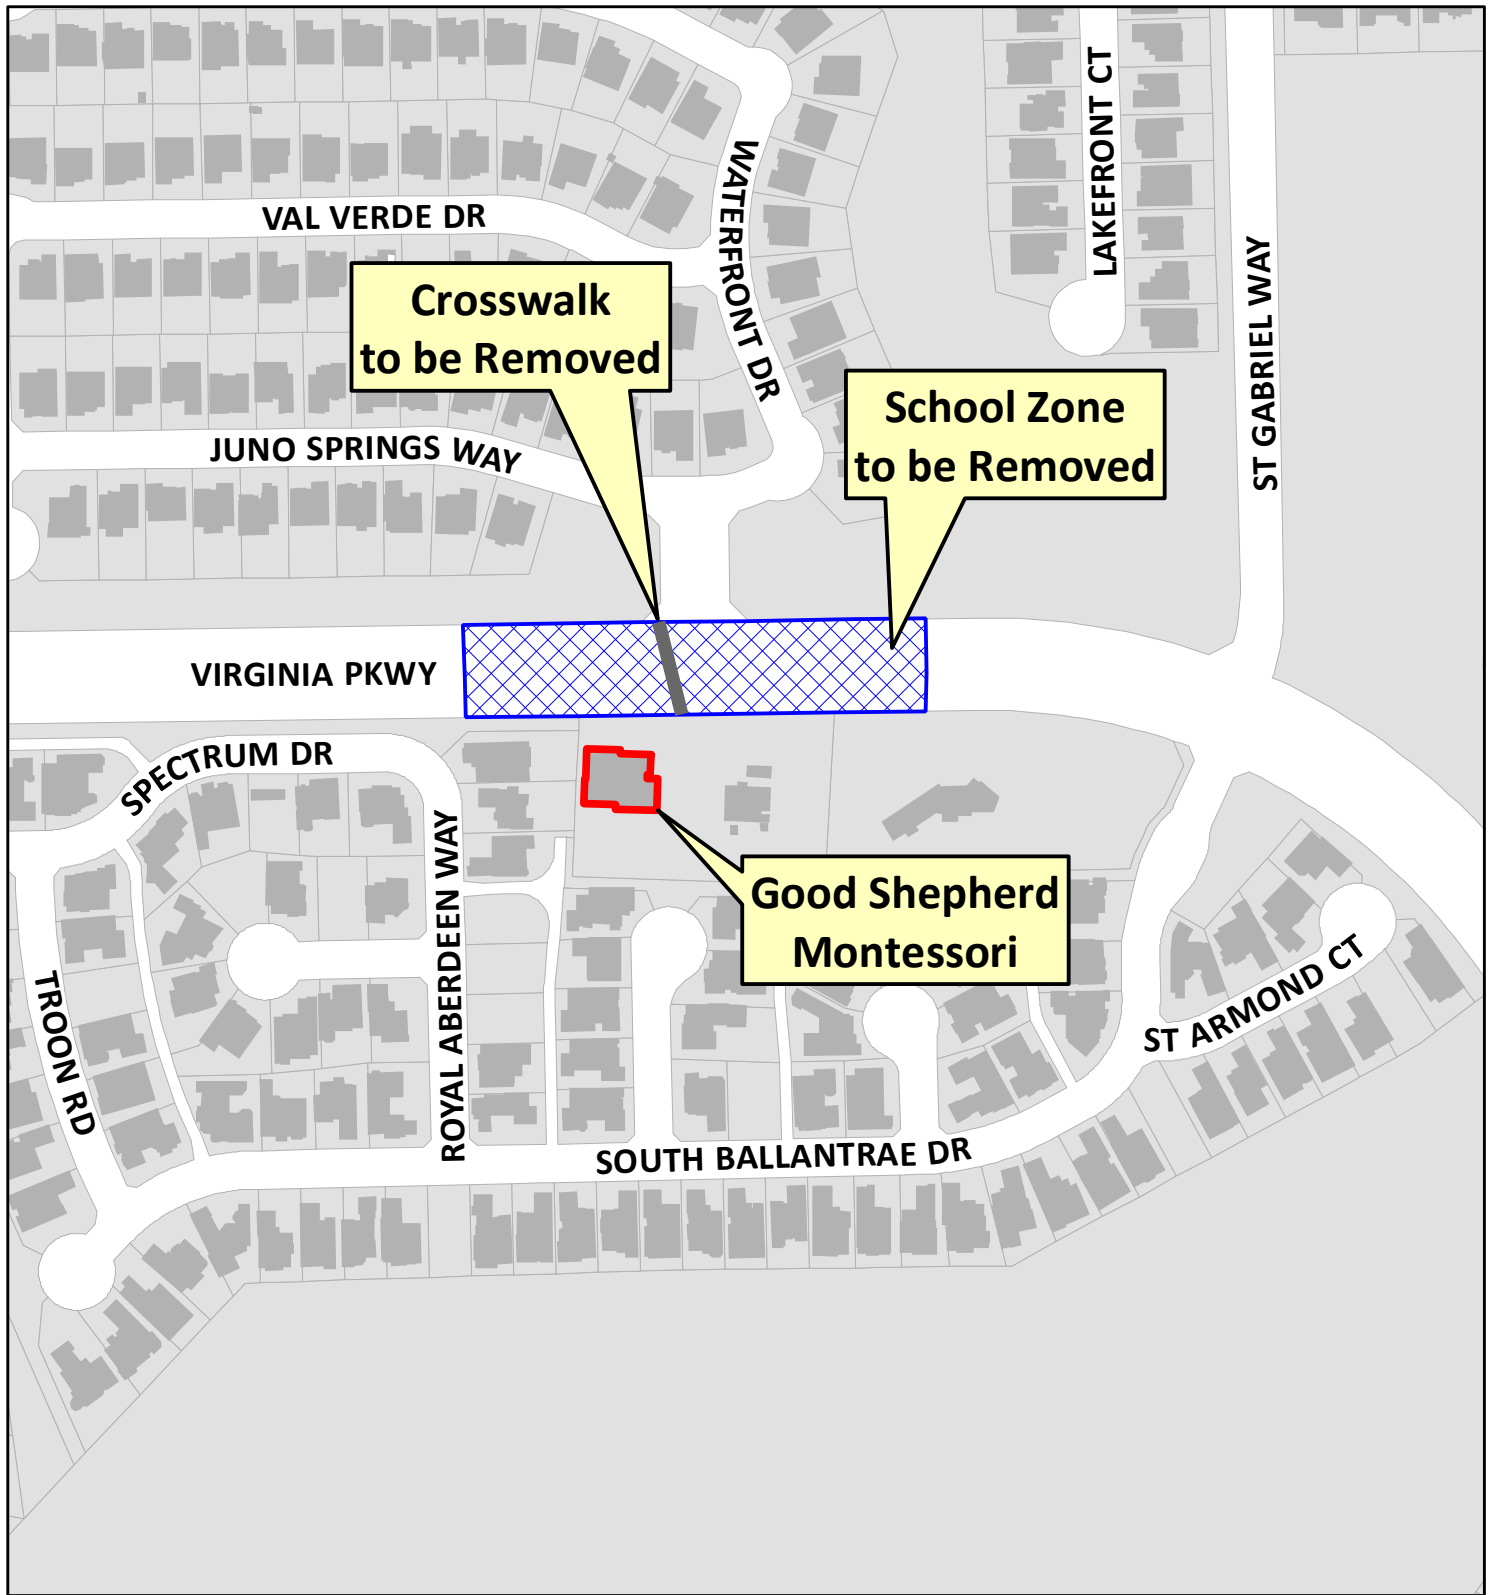 WATERFRONT DR
LAKEFRONT CT
VAL VERDE DR
ST GABRIEL WAY
Crosswalk
to be Removed
School Zone
to be Removed
JUNO SPRINGS WAY
VIRGINIA PKWY
SPECTRUM DR
ROYAL ABERDEEN WAY
Good Shepherd
Montessori
TROON RD
ST ARMOND CT
SOUTH BALLANTRAE DR